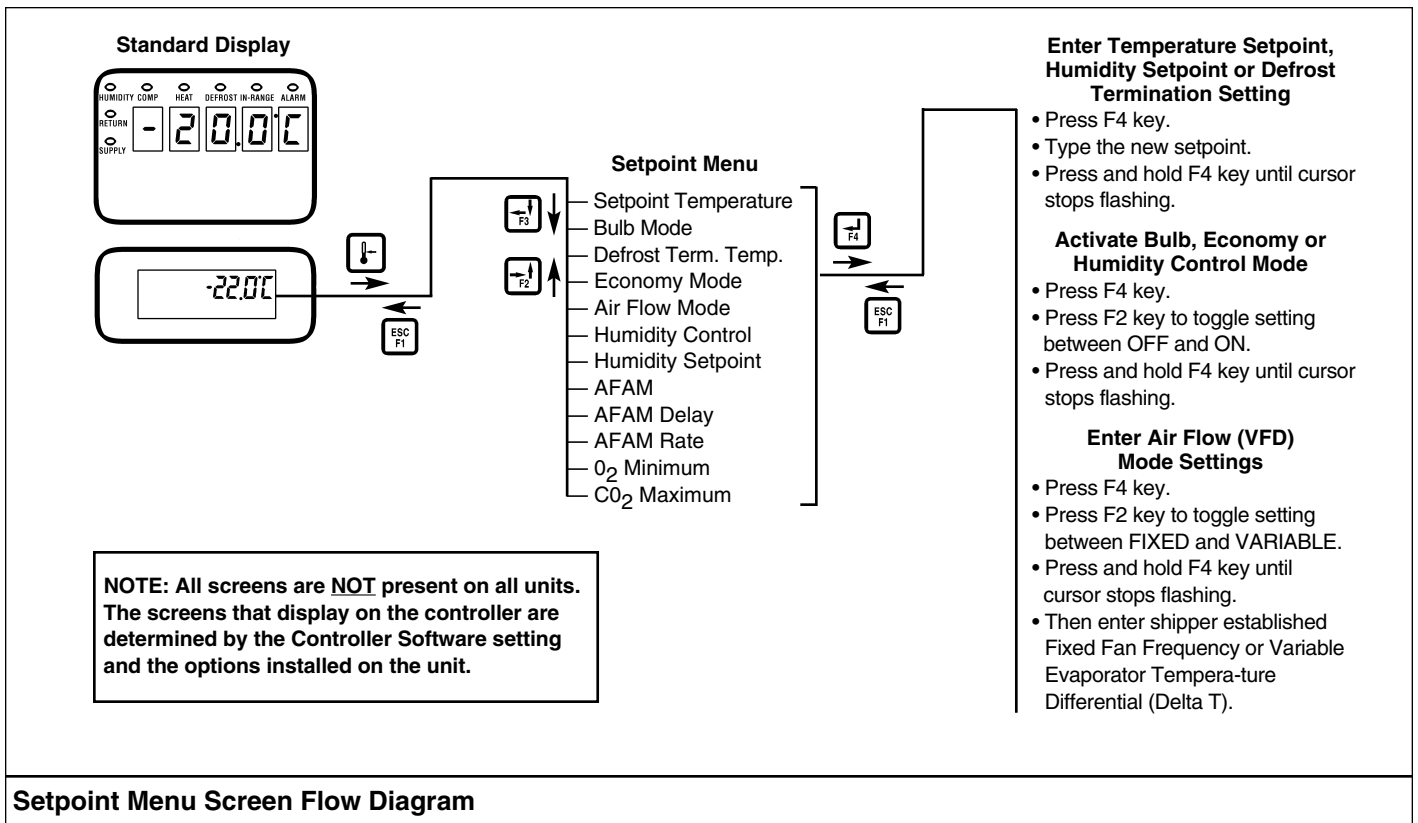 Standard Display
HUMIDITY COMP HEAT DEFROST IN-RANGE ALARM
RETURN
SUPPLY
-20.0°C
-22.0°C
ESC
F1
Setpoint Menu
F3
F2
Setpoint Temperature
Bulb Mode
Defrost Term. Temp.
Economy Mode
Air Flow Mode
Humidity Control
Humidity Setpoint
AFAM
AFAM Delay
AFAM Rate
02 Minimum
C02 Maximum
F4
ESC
F1
Enter Temperature Setpoint,
Humidity Setpoint or Defrost
Termination Setting
• Press F4 key.
• Type the new setpoint.
• Press and hold F4 key until cursor
stops flashing.
Activate Bulb, Economy or
Humidity Control Mode
• Press F4 key.
• Press F2 key to toggle setting
between OFF and ON.
• Press and hold F4 key until cursor
stops flashing.
Enter Air Flow (VFD)
Mode Settings
• Press F4 key.
• Press F2 key to toggle setting
between FIXED and VARIABLE.
• Press and hold F4 key until
cursor stops flashing.
• Then enter shipper established
Fixed Fan Frequency or Variable
Evaporator Tempera-ture
Differential (Delta T).
NOTE: All screens are NOT present on all units.
The screens that display on the controller are
determined by the Controller Software setting
and the options installed on the unit.
Setpoint Menu Screen Flow Diagram